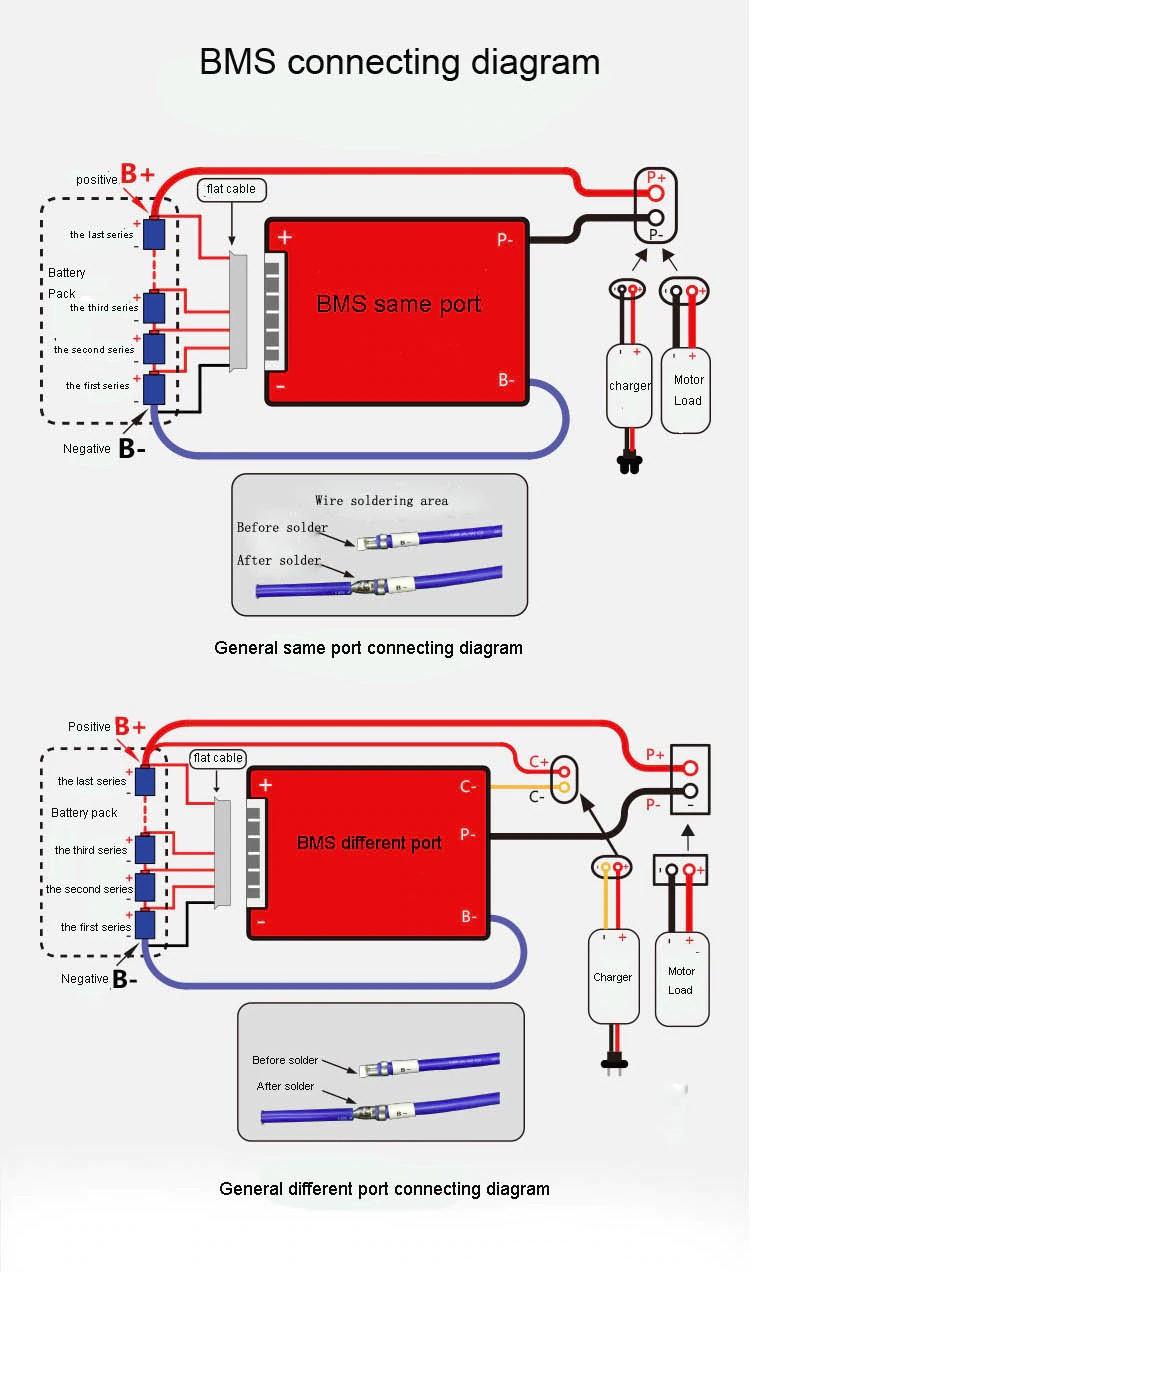 BMS connecting diagram
positive B+
flat cable
P+
P-
+
the last series
-
Battery
Pack
+
the third series
-
+
the second series
-
+
the first series
-
Negative B-
+
BMS same port
-
P-
B-
- +
- +
- +
charger
- +
Motor
Load
Wire soldering area
Before solder
B-
After solder
B-
General same port connecting diagram
Positive B+
flat cable
C+
C-
P+
P-
-
+
the last series
-
Battery pack
+
the third series
-
+
the second series
-
+
the first series
-
Negative B-
+
BMS different port
-
C-
P-
B-
- +
- +
- +
Charger
- +
-
Motor
Load
Before solder
B-
After solder
B-
General different port connecting diagram